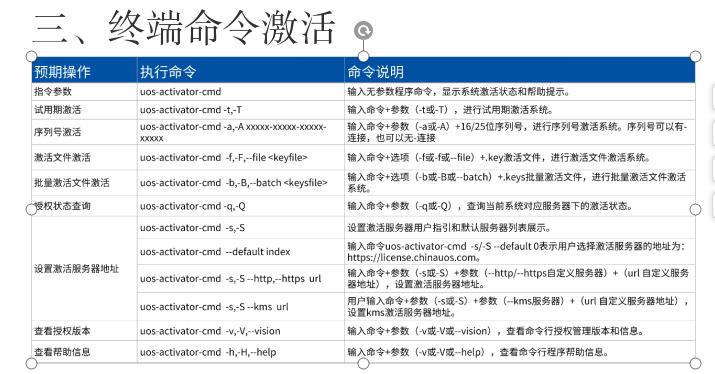 三、终端命令激活
预期操作 执行命令 命令说明
指令参数 uos-activator-cmd 输入无参数程序命令，显示系统激活状态和帮助提示。
试用期激活 uos-activator-cmd -t,-T 输入命令+参数（-t或-T），进行试用期激活系统。
序列号激活 uos-activator-cmd -a,-A xxxxx-xxxxx-xxxxx-
xxxxx 输入命令+参数（-a或-A）+16/25位序列号，进行序列号激活系统。序列号可以有-
连接，也可以无-连接
激活文件激活 uos-activator-cmd -f,-F,--file <keyfile> 输入命令+选项（-f或-f或--file）+.key激活文件，进行激活文件激活系统。
批量激活文件激活 uos-activator-cmd -b,-B,--batch <keysfile> 输入命令+选项（-b或-B或--batch）+.keys批量激活文件，进行批量激活文件激活
系统。
授权状态查询 uos-activator-cmd -q,-Q 输入命令+参数（-q或-Q），查询当前系统对应服务器下的激活状态。
设置激活服务器地址 uos-activator-cmd -s,-S 设置激活服务器用户指引和默认服务器列表展示。
uos-activator-cmd --default index 输入命令uos-activator-cmd -s/-S --default 0表示用户选择激活服务器的地址为：
https://license.chinauos.com。
uos-activator-cmd -s,-S --http,--https url 输入命令+参数（-s或-S）+参数（--http/--https自定义服务器）+（url 自定义服务
器地址），设置激活服务器地址。
uos-activator-cmd -s,-S --kms url 用户输入命令+参数（-s或-S）+参数（--kms服务器）+（url 自定义服务器地址），
设置kms激活服务器地址。
查看授权版本 uos-activator-cmd -v,-V,--vision 输入命令+参数（-v或-V或--vision），查看命令行授权管理版本和信息。
查看帮助信息 uos-activator-cmd -h,-H,--help 输入命令+参数（-v或-V或--help），查看命令行程序帮助信息。